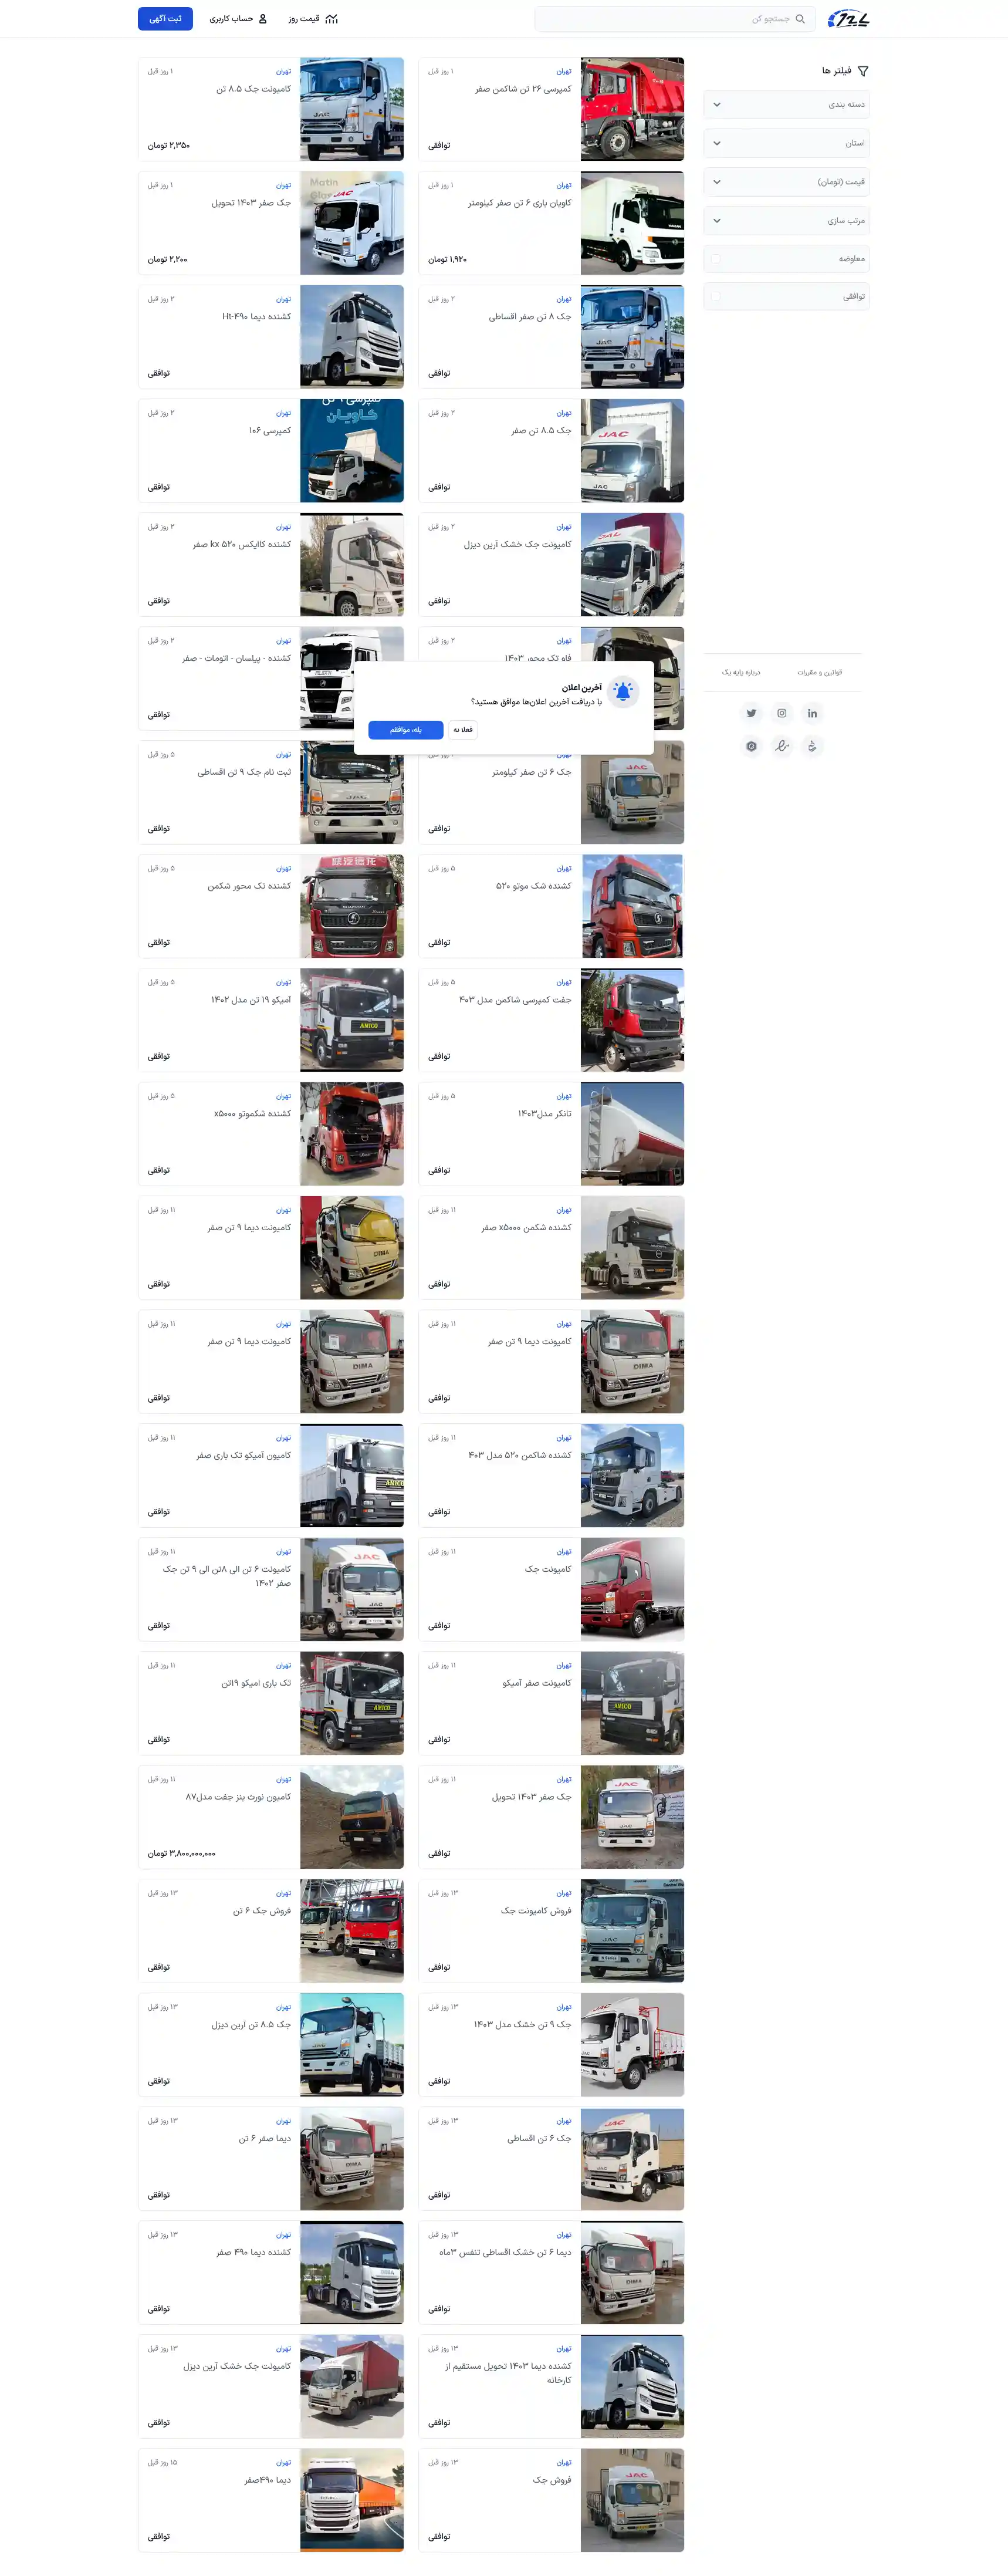 جستجو کن
قیمت روز
حساب کاربری
ثبت آگهی
فیلتر ها
دسته بندی
استان
قیمت (تومان)
مرتب سازی
معاوضه
توافقی
قوانین و مقررات
درباره پایه یک
تهران
۱ روز قبل
کمپرسی ۲۶ تن شاکمن صفر
توافقی
تهران
۱ روز قبل
کامیونت جک ۸.۵ تن
۲,۳۵۰ تومان
تهران
۱ روز قبل
کاویان باری ۶ تن صفر کیلومتر
۱,۹۲۰ تومان
تهران
۱ روز قبل
جک صفر ۱۴۰۳ تحویل
۲,۲۰۰ تومان
تهران
۲ روز قبل
جک ۸ تن صفر اقساطی
توافقی
تهران
۲ روز قبل
کشنده دیما ۴۹۰-Ht
توافقی
تهران
۲ روز قبل
جک ۸.۵ تن صفر
توافقی
تهران
۲ روز قبل
کمپرسی ۱۰۶
توافقی
تهران
۲ روز قبل
کامیونت جک خشک آرین دیزل
توافقی
تهران
۲ روز قبل
کشنده کاایکس kx ۵۲۰ صفر
توافقی
تهران
۲ روز قبل
فاو تک محور ۱۴۰۳
تهران
۲ روز قبل
کشنده - پیلسان - اتومات - صفر
توافقی
آخرین اعلان
با دریافت آخرین اعلان‌ها موافق هستید؟
فعلا نه
بله، موافقم
تهران
جک ۶ تن صفر کیلومتر
توافقی
تهران
۵ روز قبل
ثبت نام جک ۹ تن اقساطی
توافقی
تهران
۵ روز قبل
کشنده شک موتو ۵۲۰
توافقی
تهران
۵ روز قبل
کشنده تک محور شکمن
توافقی
تهران
۵ روز قبل
جفت کمپرسی شاکمن مدل ۴۰۳
توافقی
تهران
۵ روز قبل
آمیکو ۱۹ تن مدل ۱۴۰۲
توافقی
تهران
۵ روز قبل
تانکر مدل۱۴۰۳
توافقی
تهران
۵ روز قبل
کشنده شکموتو x۵۰۰۰
توافقی
تهران
۱۱ روز قبل
کشنده شکمن x۵۰۰۰ صفر
توافقی
تهران
۱۱ روز قبل
کامیونت دیما ۹ تن صفر
توافقی
تهران
۱۱ روز قبل
کامیونت دیما ۹ تن صفر
توافقی
تهران
۱۱ روز قبل
کامیونت دیما ۹ تن صفر
توافقی
تهران
۱۱ روز قبل
کشنده شاکمن ۵۲۰ مدل ۴۰۳
توافقی
تهران
۱۱ روز قبل
کامیون آمیکو تک باری صفر
توافقی
تهران
۱۱ روز قبل
کامیونت جک
توافقی
تهران
۱۱ روز قبل
کامیونت ۶ تن الی ۸تن الی ۹ تن جک
صفر ۱۴۰۲
توافقی
تهران
۱۱ روز قبل
کامیونت صفر آمیکو
توافقی
تهران
۱۱ روز قبل
تک باری امیکو ۱۹تن
توافقی
تهران
۱۱ روز قبل
جک صفر ۱۴۰۳ تحویل
توافقی
تهران
۱۱ روز قبل
کامیون نورث بنز جفت مدل۸۷
۳,۸۰۰,۰۰۰,۰۰۰ تومان
تهران
۱۳ روز قبل
فروش کامیونت جک
توافقی
تهران
۱۳ روز قبل
فروش جک ۶ تن
توافقی
تهران
۱۳ روز قبل
جک ۹ تن خشک مدل ۱۴۰۳
توافقی
تهران
۱۳ روز قبل
جک ۸.۵ تن آرین دیزل
توافقی
تهران
۱۳ روز قبل
جک ۶ تن اقساطی
توافقی
تهران
۱۳ روز قبل
دیما صفر ۶ تن
توافقی
تهران
۱۳ روز قبل
دیما ۶ تن خشک اقساطی تنفس ۳ماه
توافقی
تهران
۱۳ روز قبل
کشنده دیما ۴۹۰ صفر
توافقی
تهران
۱۳ روز قبل
کشنده دیما ۱۴۰۳ تحویل مستقیم از
کارخانه
توافقی
تهران
۱۳ روز قبل
کامیونت جک خشک آرین دیزل
توافقی
تهران
۱۳ روز قبل
فروش جک
توافقی
تهران
۱۵ روز قبل
دیما ۴۹۰صفر
توافقی